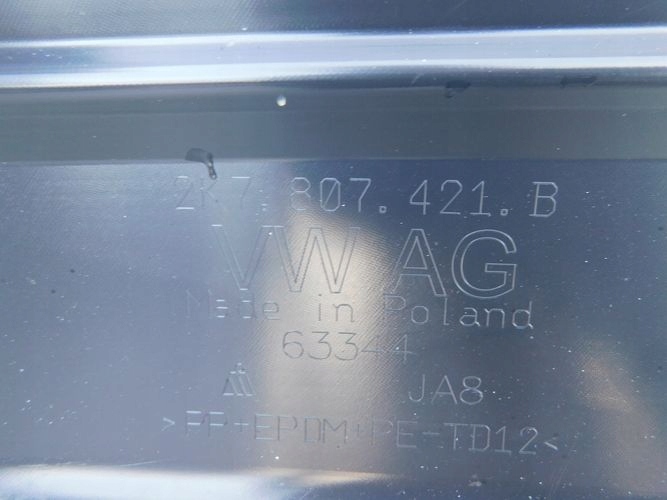 2K7.807.421.B
VW AG
Made in Poland
63344
JA8
>PP+EPDM+PE-TD12<